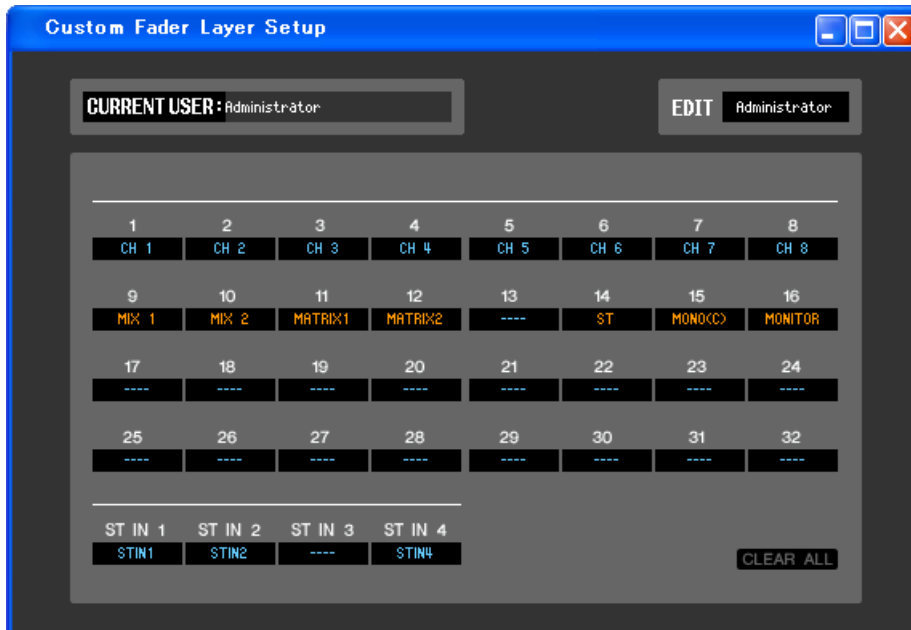 Custom Fader Layer Setup
CURRENT USER: Administrator
EDIT Administrator
1 2 3 4 5 6 7 8
CH 1 CH 2 CH 3 CH 4 CH 5 CH 6 CH 7 CH 8
9 10 11 12 13 14 15 16
MIX 1 MIX 2 MATRIX1 MATRIX2 ---- ST MONO(C) MONITOR
17 18 19 20 21 22 23 24
---- ---- ---- ---- ---- ---- ---- ----
25 26 27 28 29 30 31 32
---- ---- ---- ---- ---- ---- ---- ----
ST IN 1 ST IN 2 ST IN 3 ST IN 4
STIN1 STIN2 ---- STIN4
CLEAR ALL